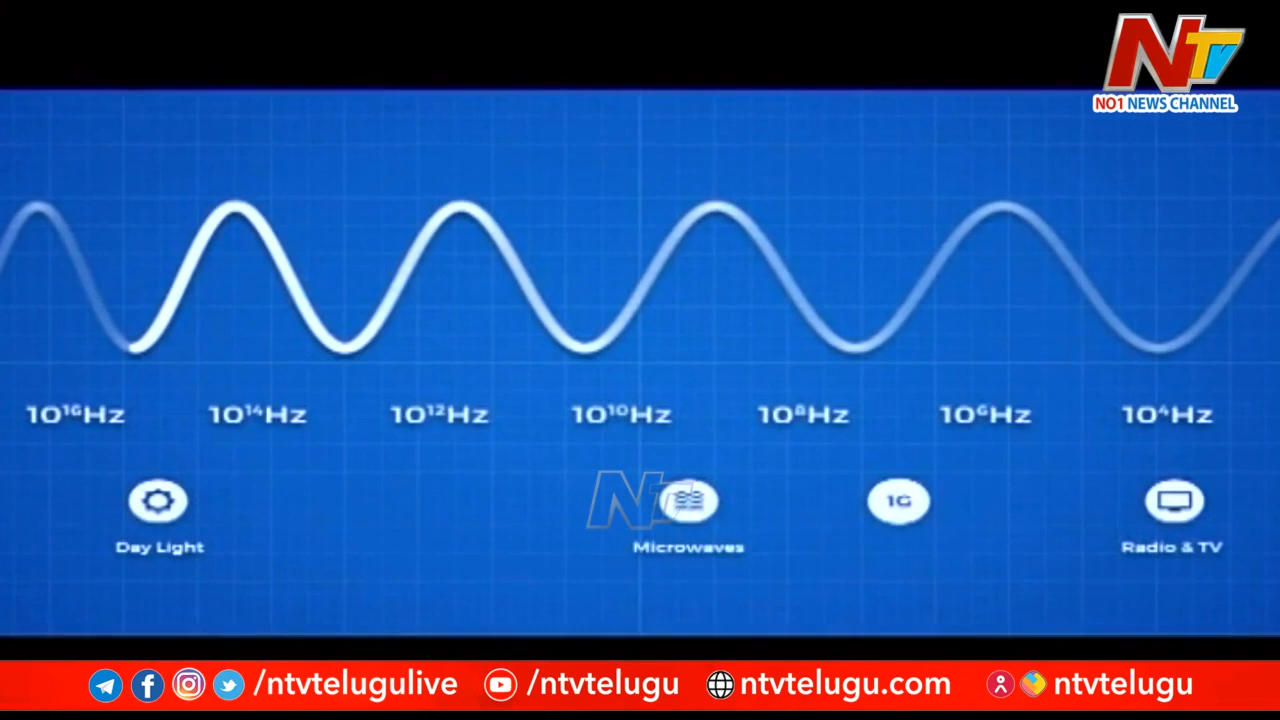 NTV
NO1 NEWS CHANNEL
10¹⁶Hz 10¹⁴Hz 10¹²Hz 10¹⁰Hz 10⁸Hz 10⁶Hz 10⁴Hz
NTV 1G
Day Light Microwaves Radio & TV
/ntvtelugulive /ntvtelugu ntvtelugu.com ntvtelugu